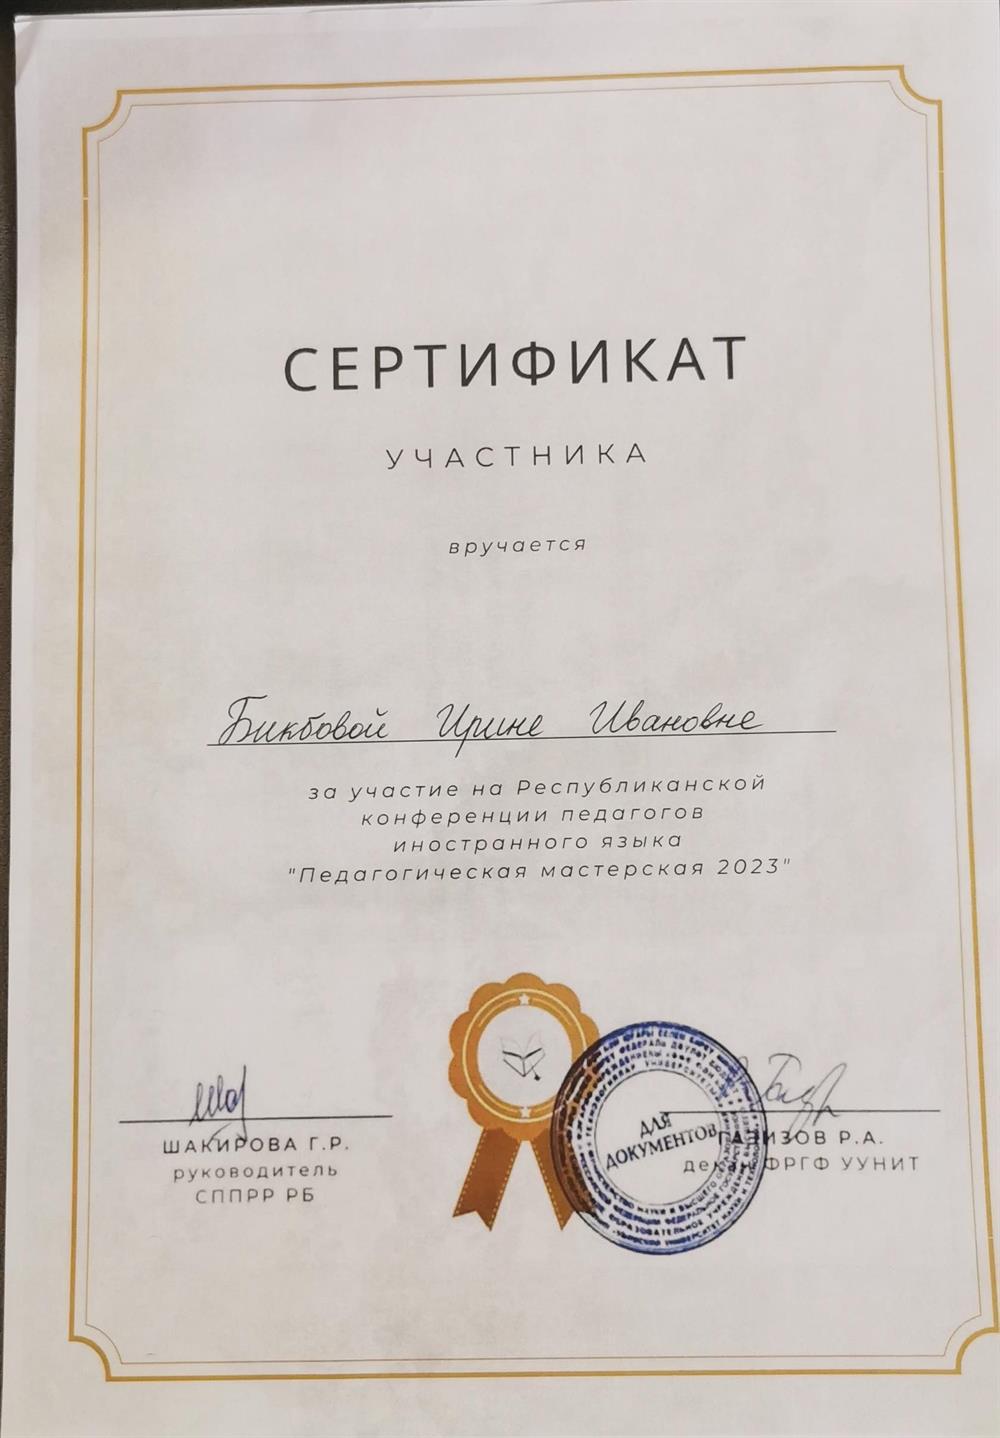 СЕРТИФИКАТ
УЧАСТНИКА
вручается
Бикбовой Ирине Ивановне
за участие на Республиканской
конференции педагогов
иностранного языка
"Педагогическая мастерская 2023"
ШАКИРОВА Г.Р.
руководитель
СППРР РБ
ДЛЯ
ДОКУМЕНТОВ
ГАЗИЗОВ Р.А.
декан ФРГФ УУНИТ